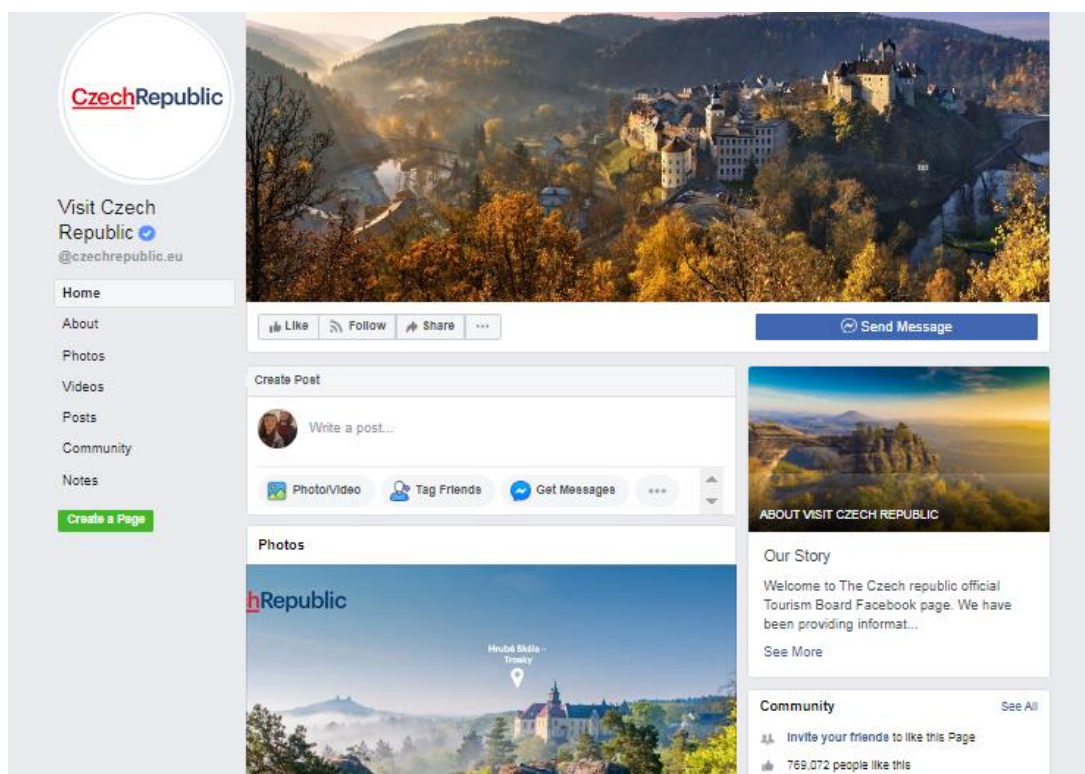 CzechRepublic
Visit Czech
Republic
@czechrepublic.eu
Home
About
Photos
Videos
Posts
Community
Notes
Create a Page
Like
Follow
Share
Send Message
Create Post
Write a post...
Photo/Video
Tag Friends
Get Messages
Photos
hRepublic
Hrubá Skála -
Trosky
ABOUT VISIT CZECH REPUBLIC
Our Story
Welcome to The Czech republic official
Tourism Board Facebook page. We have
been providing informat...
See More
Community
See All
Invite your friends to like this Page
769,072 people like this